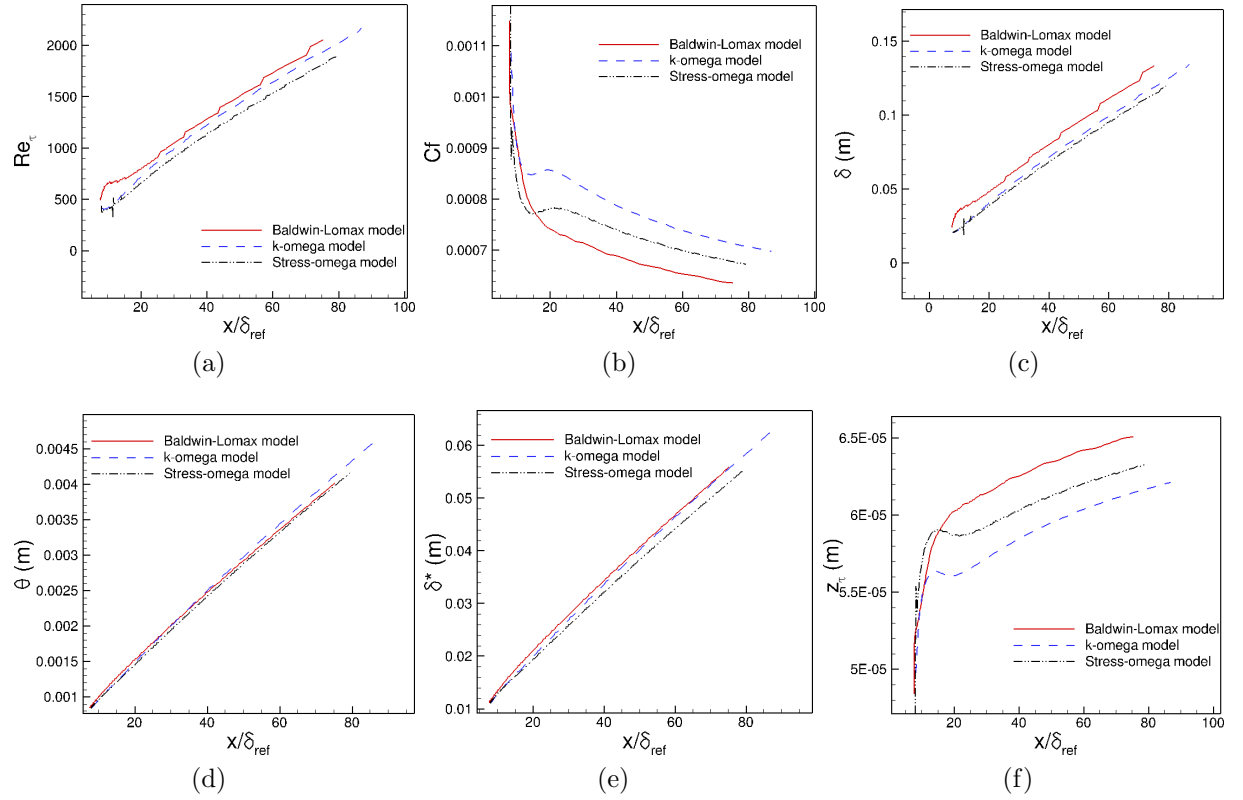 2000
1500
1000
500
0
Re_τ
Baldwin-Lomax model
k-omega model
Stress-omega model
20 40 60 80 100
x/δ_ref
(a)
0.0011
0.001
0.0009
0.0008
0.0007
Cf
Baldwin-Lomax model
k-omega model
Stress-omega model
20 40 60 80 100
x/δ_ref
(b)
0.15
0.1
0.05
0
δ (m)
Baldwin-Lomax model
k-omega model
Stress-omega model
0 20 40 60 80
x/δ_ref
(c)
0.0045
0.004
0.0035
0.003
0.0025
0.002
0.0015
0.001
θ (m)
Baldwin-Lomax model
k-omega model
Stress-omega model
20 40 60 80
x/δ_ref
(d)
0.06
0.05
0.04
0.03
0.02
0.01
δ* (m)
Baldwin-Lomax model
k-omega model
Stress-omega model
20 40 60 80
x/δ_ref
(e)
6.5E-05
6E-05
5.5E-05
5E-05
z_τ (m)
Baldwin-Lomax model
k-omega model
Stress-omega model
20 40 60 80 100
x/δ_ref
(f)